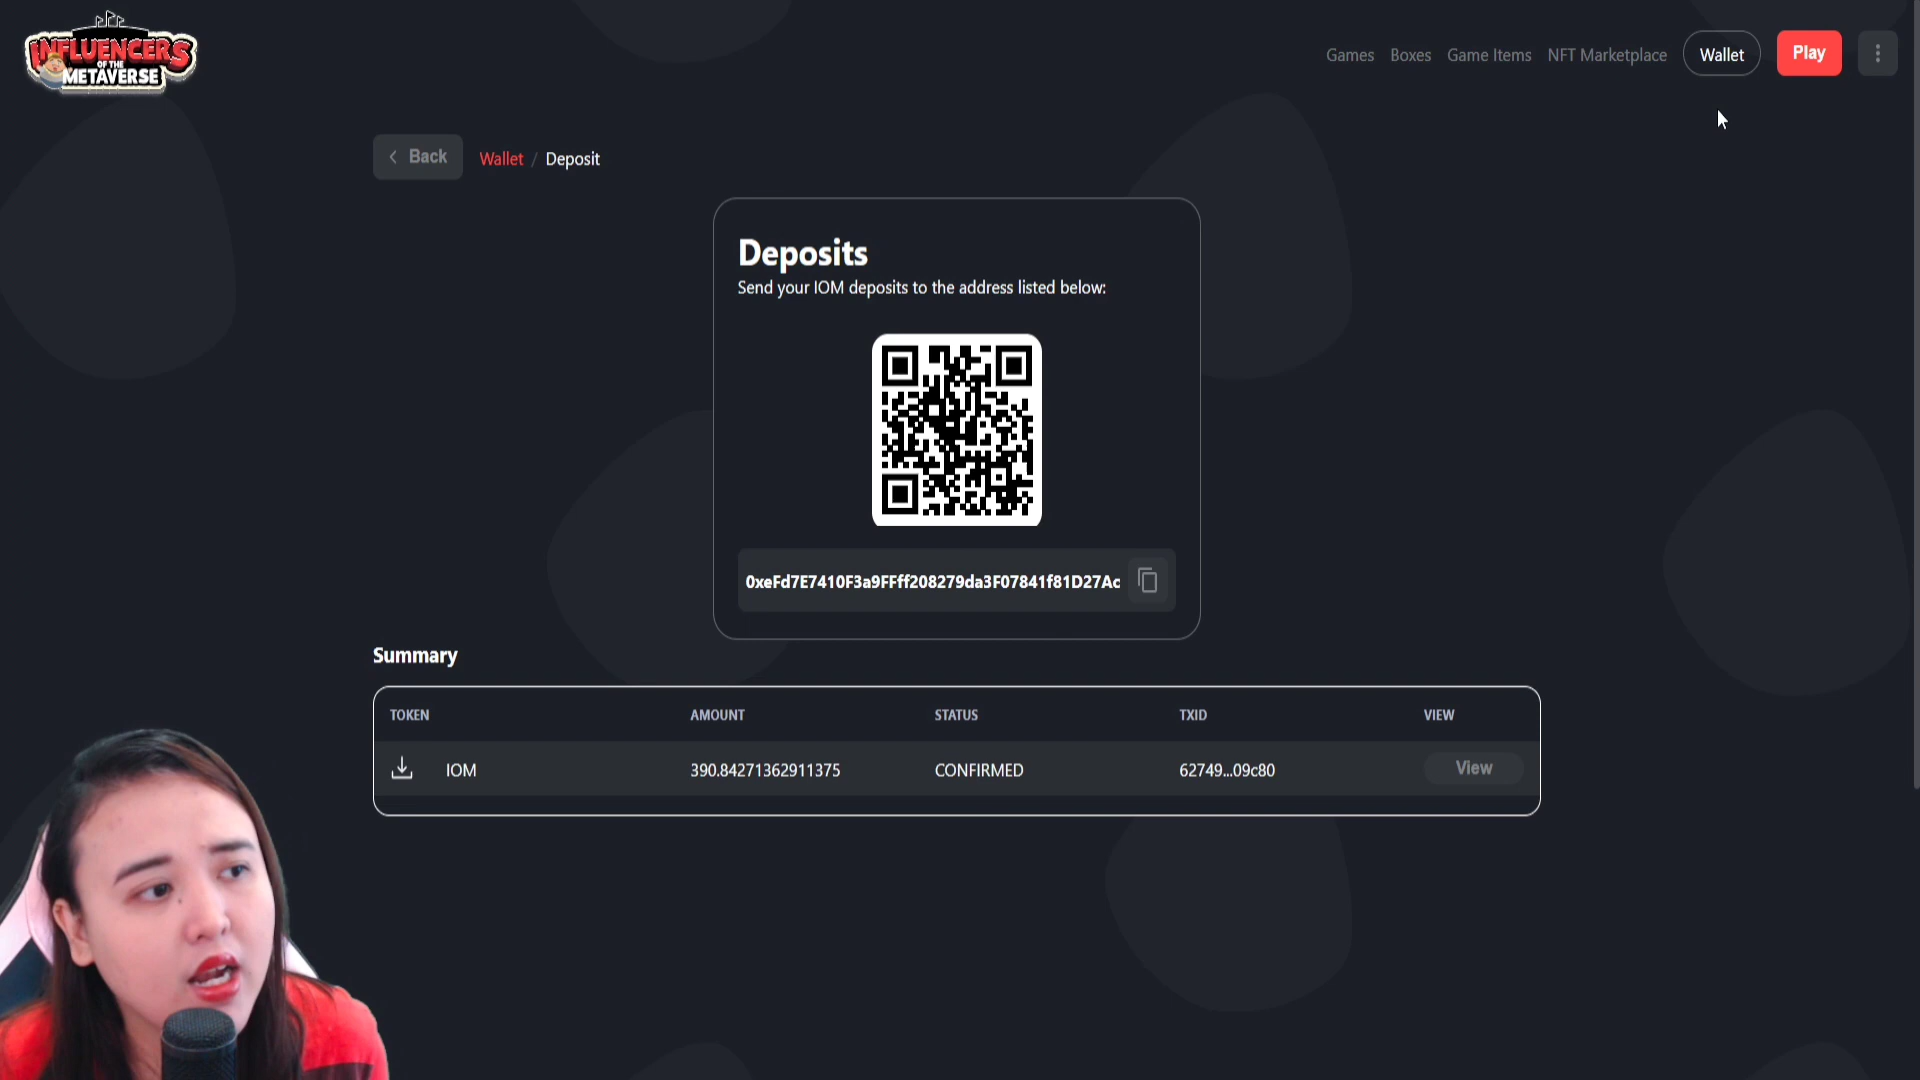 INFLUENCERS
OF THE
METAVERSE
Games Boxes Game Items NFT Marketplace Wallet Play
Back Wallet / Deposit
Deposits
Send your IOM deposits to the address listed below:
0xeFd7E7410F3a9FFff208279da3F07841f81D27Ac
Summary
TOKEN AMOUNT STATUS TXID VIEW
IOM 390.84271362911375 CONFIRMED 62749...09c80 View